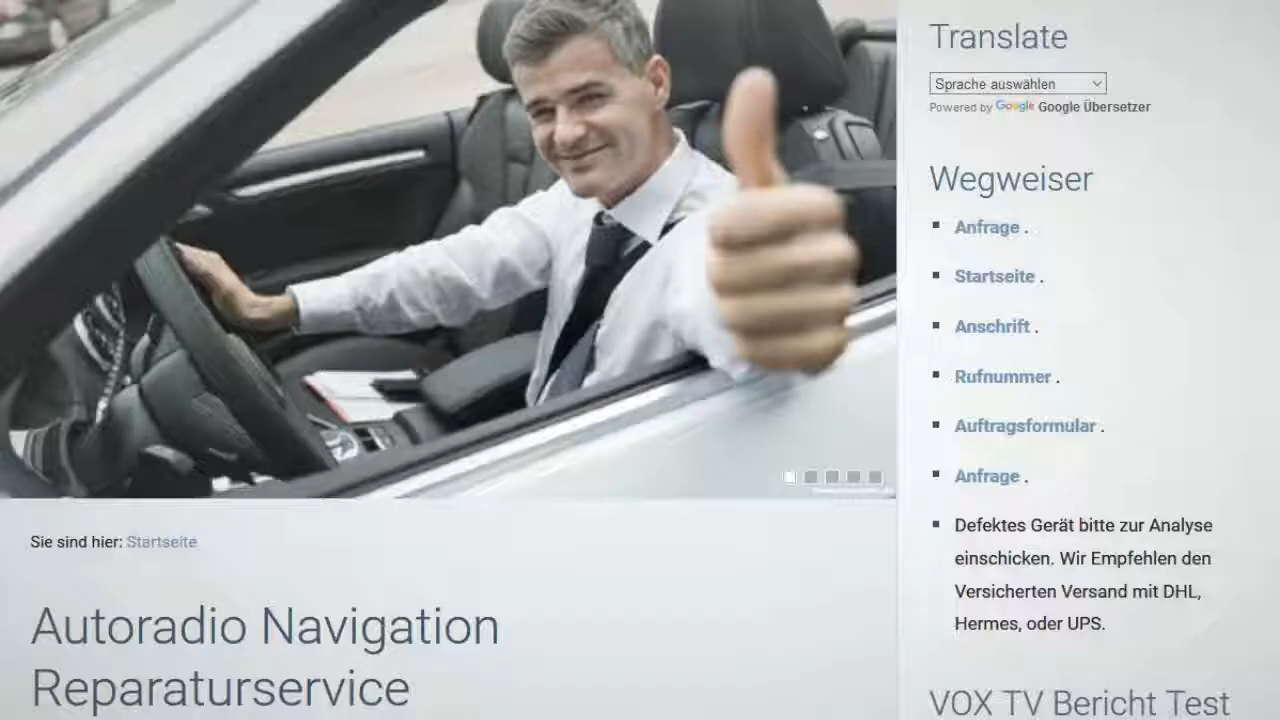 Translate
Sprache auswählen
Powered by Google Google Übersetzer
Wegweiser
Anfrage .
Startseite .
Anschrift .
Rufnummer .
Auftragsformular .
Anfrage .
Defektes Gerät bitte zur Analyse
einschicken. Wir Empfehlen den
Versicherten Versand mit DHL,
Hermes, oder UPS.
VOX TV Bericht Test
Sie sind hier: Startseite
Autoradio Navigation
Reparaturservice